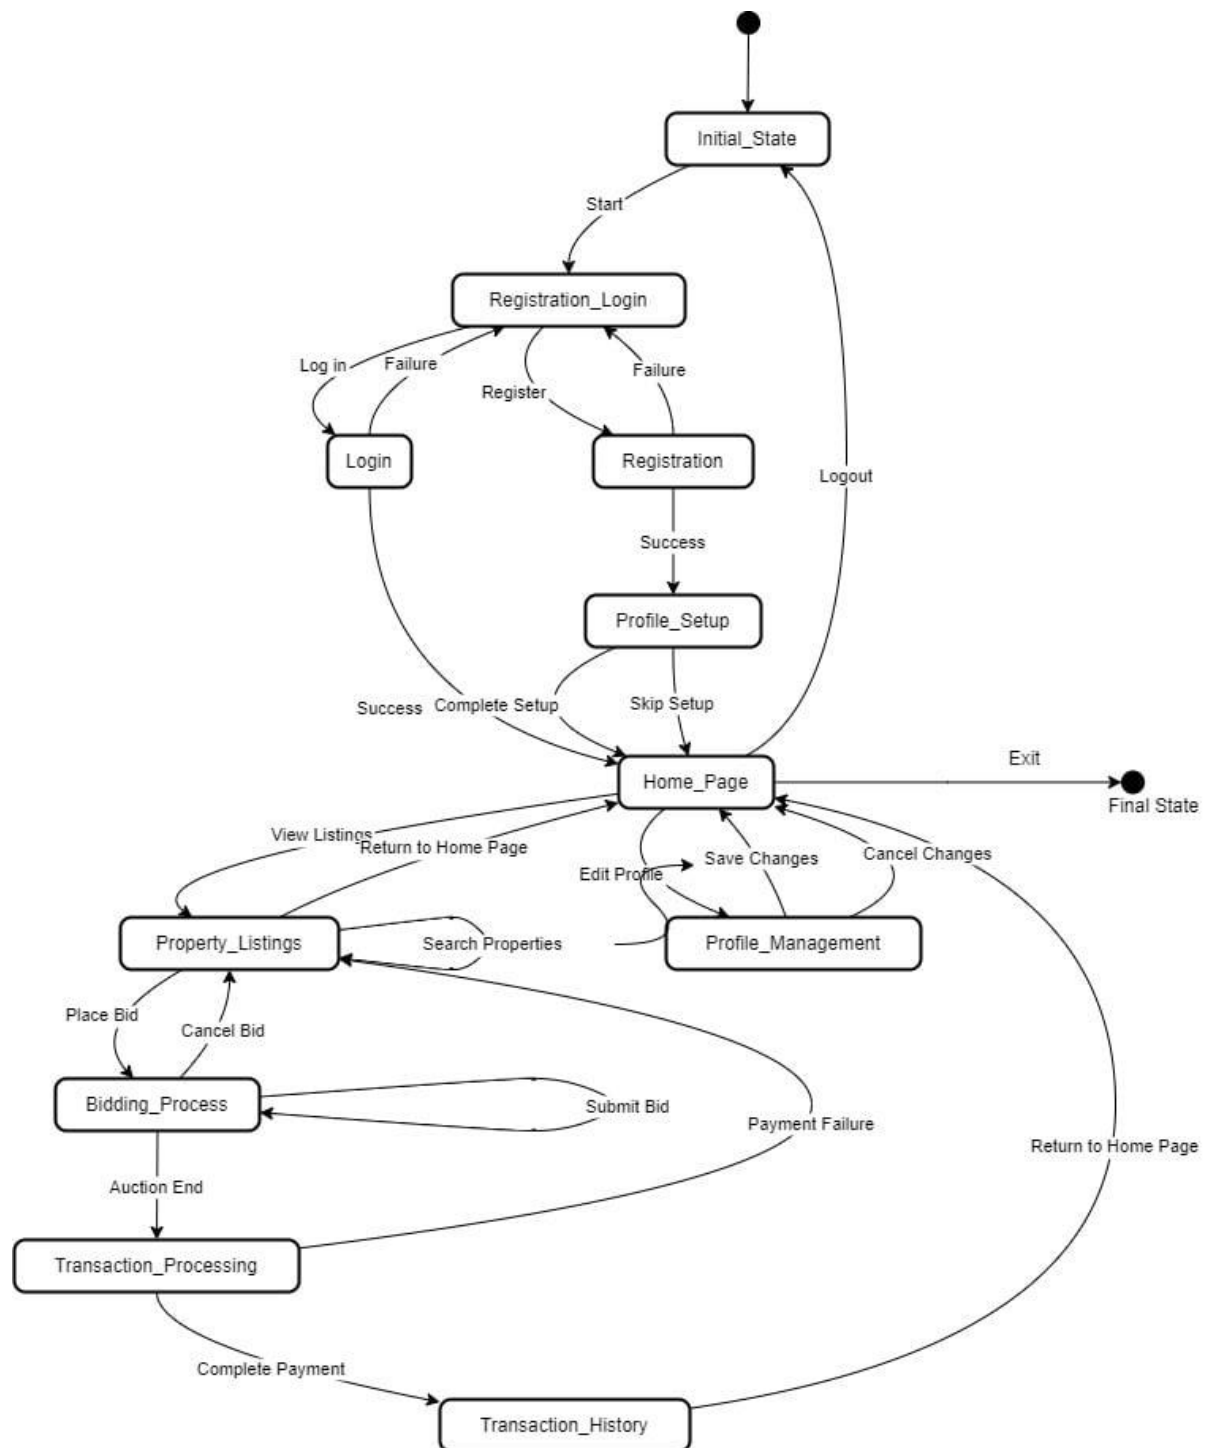 Initial_State
Start
Registration_Login
Log in
Failure
Failure
Register
Login
Registration
Logout
Success
Profile_Setup
Success
Complete Setup
Skip Setup
Exit
Home_Page
Final State
View Listings
Return to Home Page
Save Changes
Cancel Changes
Edit Profile
Property_Listings
Search Properties
Profile_Management
Place Bid
Cancel Bid
Bidding_Process
Submit Bid
Payment Failure
Return to Home Page
Auction End
Transaction_Processing
Complete Payment
Transaction_History